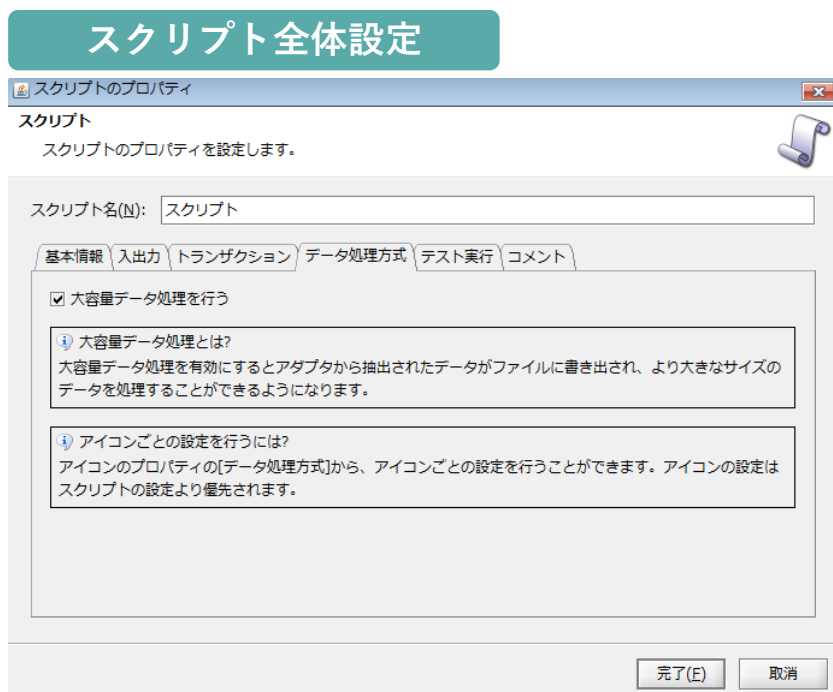 スクリプト全体設定
スクリプトのプロパティ
スクリプト
スクリプトのプロパティを設定します。
スクリプト名(N): スクリプト
基本情報 入出力 トランザクション データ処理方式 テスト実行 コメント
大容量データ処理を行う
大容量データ処理とは?
大容量データ処理を有効にするとアダプタから抽出されたデータがファイルに書き出され、より大きなサイズの
データを処理することができるようになります。
アイコンごとの設定を行うには?
アイコンのプロパティの[データ処理方式]から、アイコンごとの設定を行うことができます。アイコンの設定は
スクリプトの設定より優先されます。
完了(F) 取消